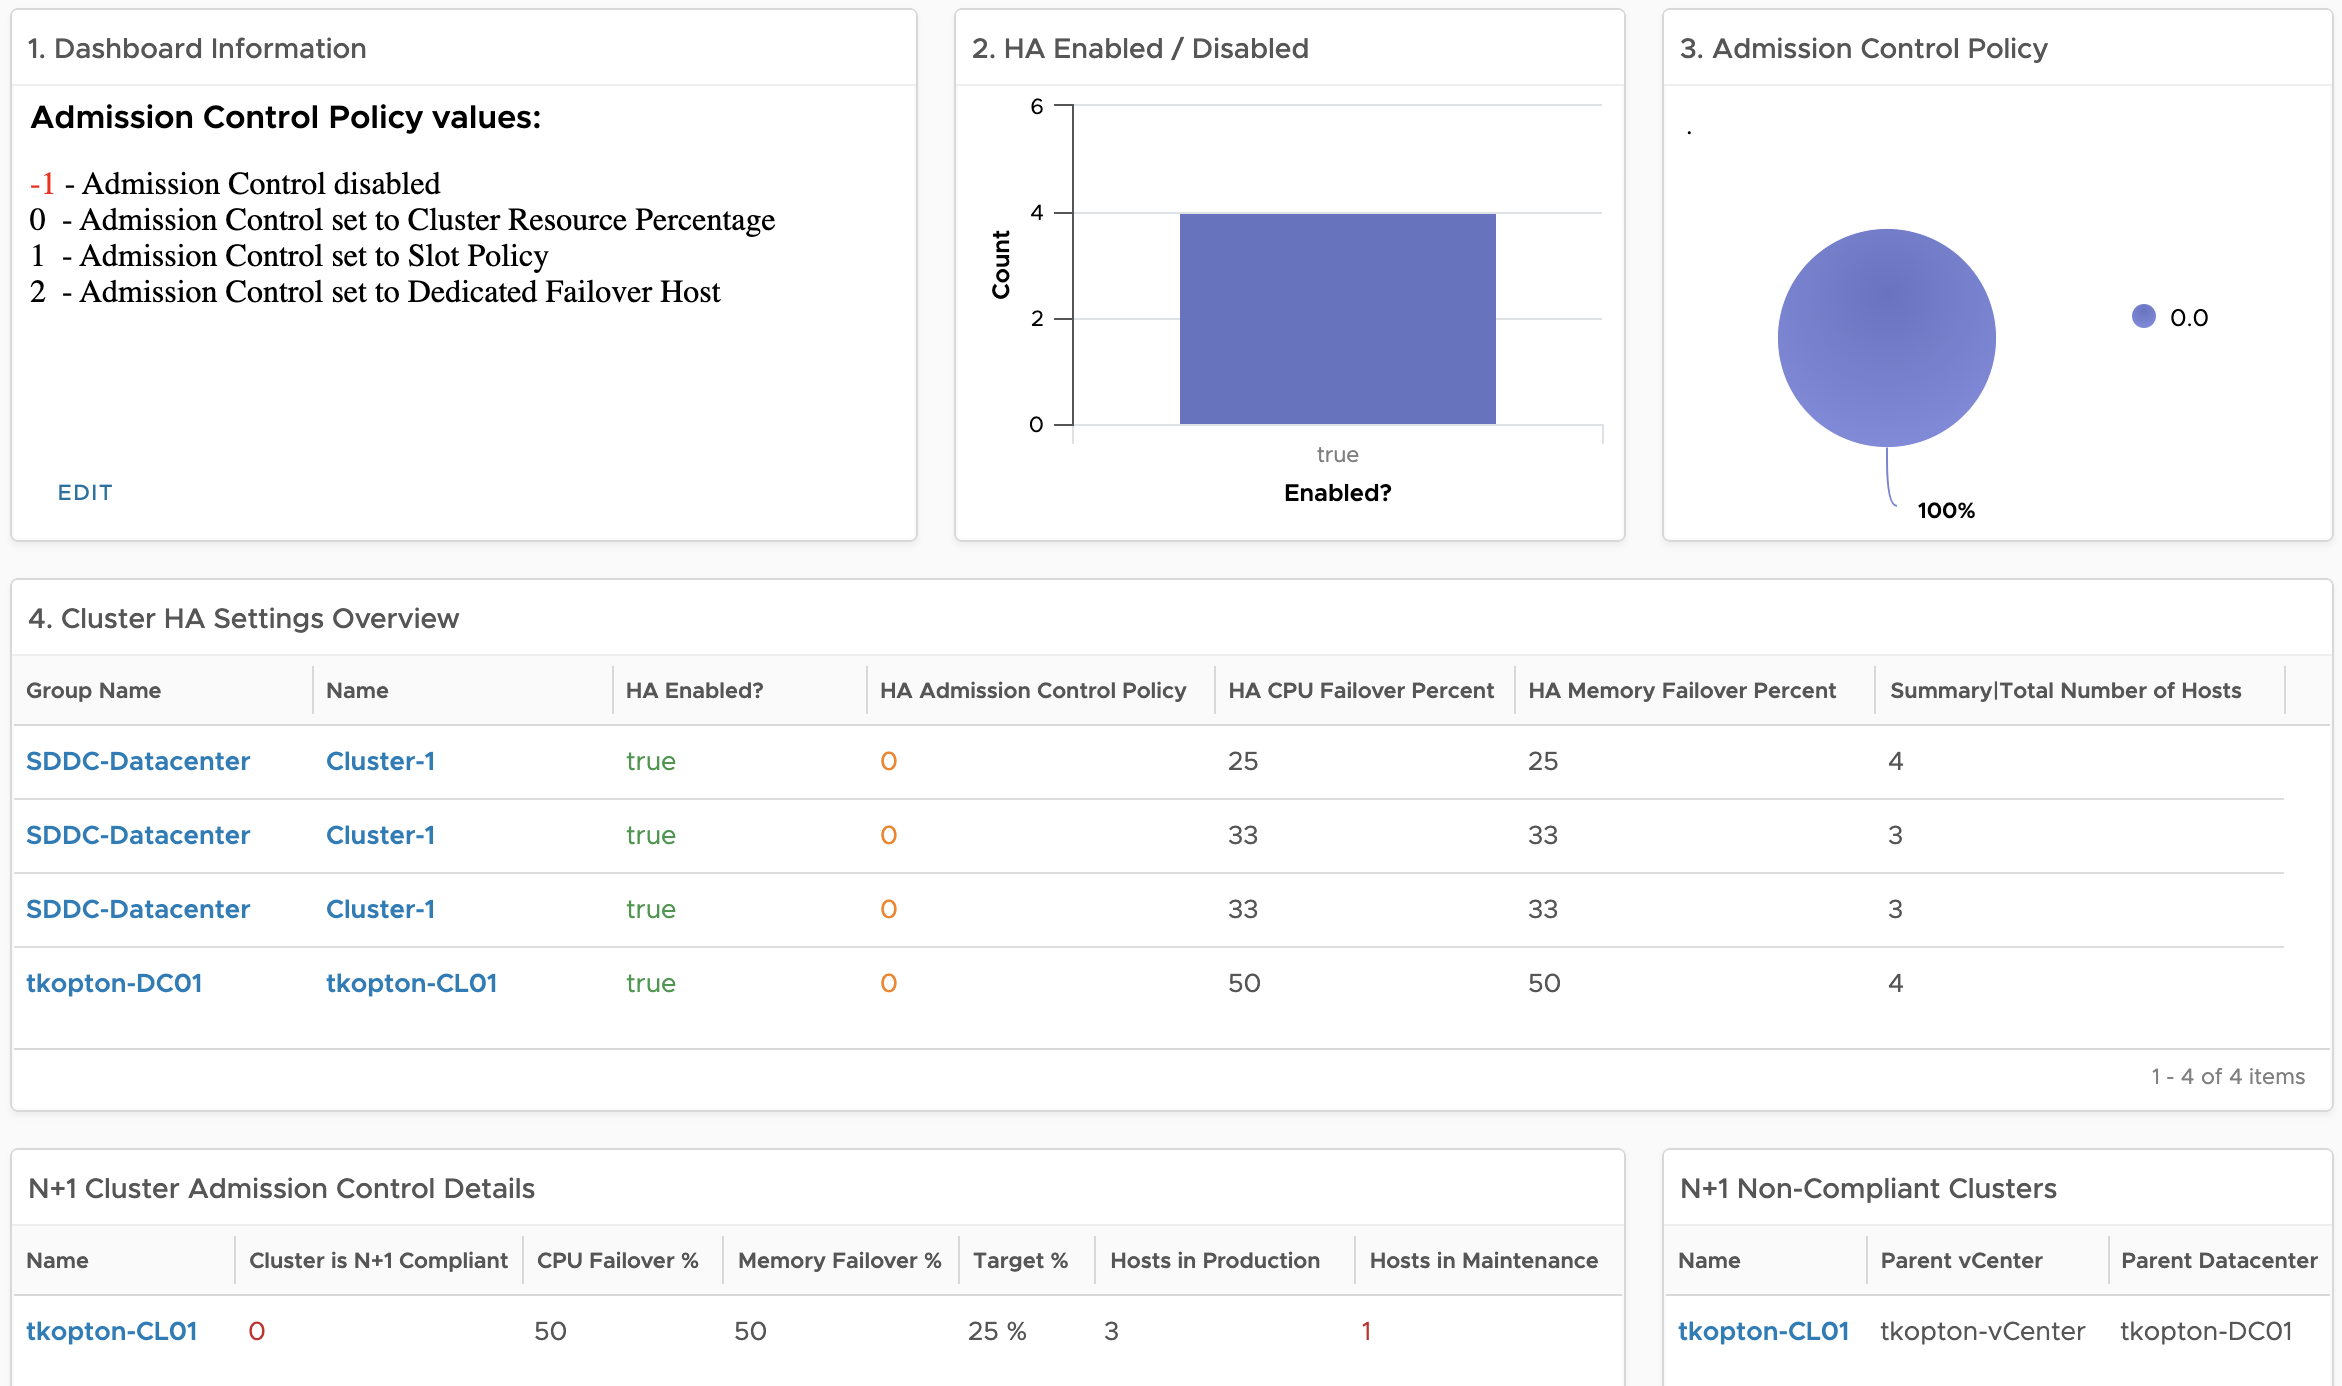 1. Dashboard Information
Admission Control Policy values:
-1 - Admission Control disabled
0 - Admission Control set to Cluster Resource Percentage
1 - Admission Control set to Slot Policy
2 - Admission Control set to Dedicated Failover Host
EDIT
2. HA Enabled / Disabled
6
4
2
0
Count
true
Enabled?
3. Admission Control Policy
.
0.0
100%
4. Cluster HA Settings Overview
Group Name Name HA Enabled? HA Admission Control Policy HA CPU Failover Percent HA Memory Failover Percent Summary|Total Number of Hosts
SDDC-Datacenter Cluster-1 true 0 25 25 4
SDDC-Datacenter Cluster-1 true 0 33 33 3
SDDC-Datacenter Cluster-1 true 0 33 33 3
tkopton-DC01 tkopton-CL01 true 0 50 50 4
1 - 4 of 4 items
N+1 Cluster Admission Control Details
Name Cluster is N+1 Compliant CPU Failover % Memory Failover % Target % Hosts in Production Hosts in Maintenance
tkopton-CL01 0 50 50 25 % 3 1
N+1 Non-Compliant Clusters
Name Parent vCenter Parent Datacenter
tkopton-CL01 tkopton-vCenter tkopton-DC01